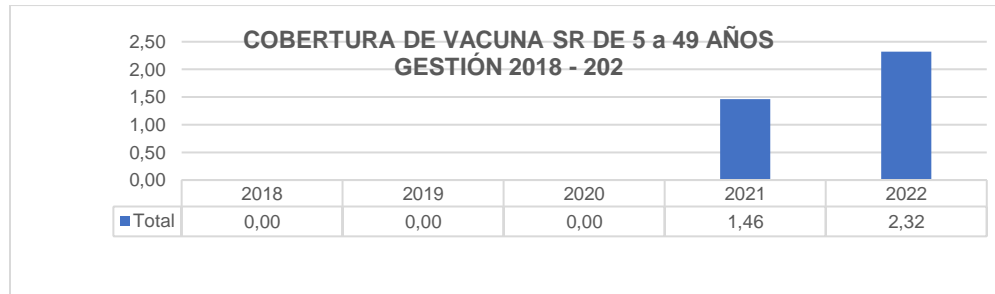 COBERTURA DE VACUNA SR DE 5 a 49 AÑOS
GESTIÓN 2018 - 202
2,50
2,00
1,50
1,00
0,50
0,00
2018 2019 2020 2021 2022
Total 0,00 0,00 0,00 1,46 2,32